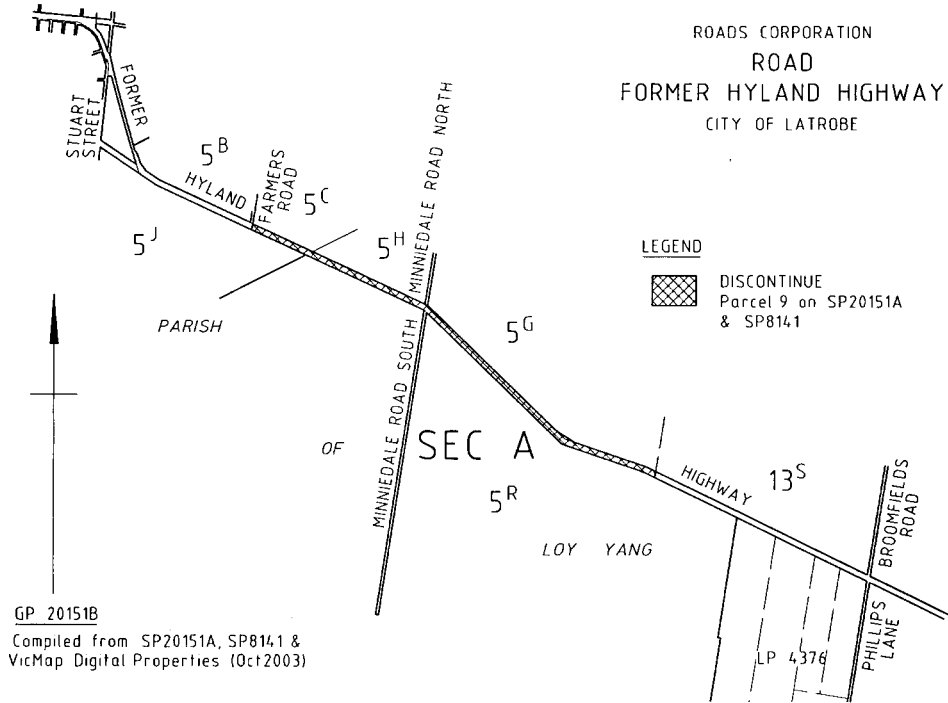 ROADS CORPORATION
ROAD
FORMER HYLAND HIGHWAY
CITY OF LATROBE
FORMER
STUART
STREET
5B
HYLAND
FARMERS
ROAD
5C
MINNIEDALE ROAD NORTH
5J
5H
LEGEND
DISCONTINUE
Parcel 9 on SP20151A
& SP8141
PARISH
5G
MINNIEDALE ROAD SOUTH
OF
SEC A
HIGHWAY
13S
BROOMFIELDS
ROAD
5R
LOY YANG
GP 20151B
Compiled from SP20151A, SP8141 &
VicMap Digital Properties (Oct2003)
PHILLIPS
LANE
LP 4376